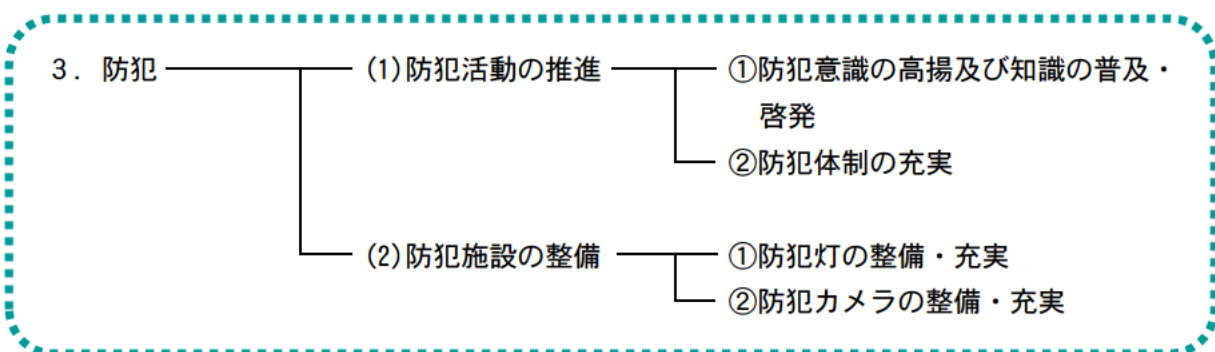 3．防犯 (1)防犯活動の推進 ①防犯意識の高揚及び知識の普及・
啓発
②防犯体制の充実
(2)防犯施設の整備 ①防犯灯の整備・充実
②防犯カメラの整備・充実